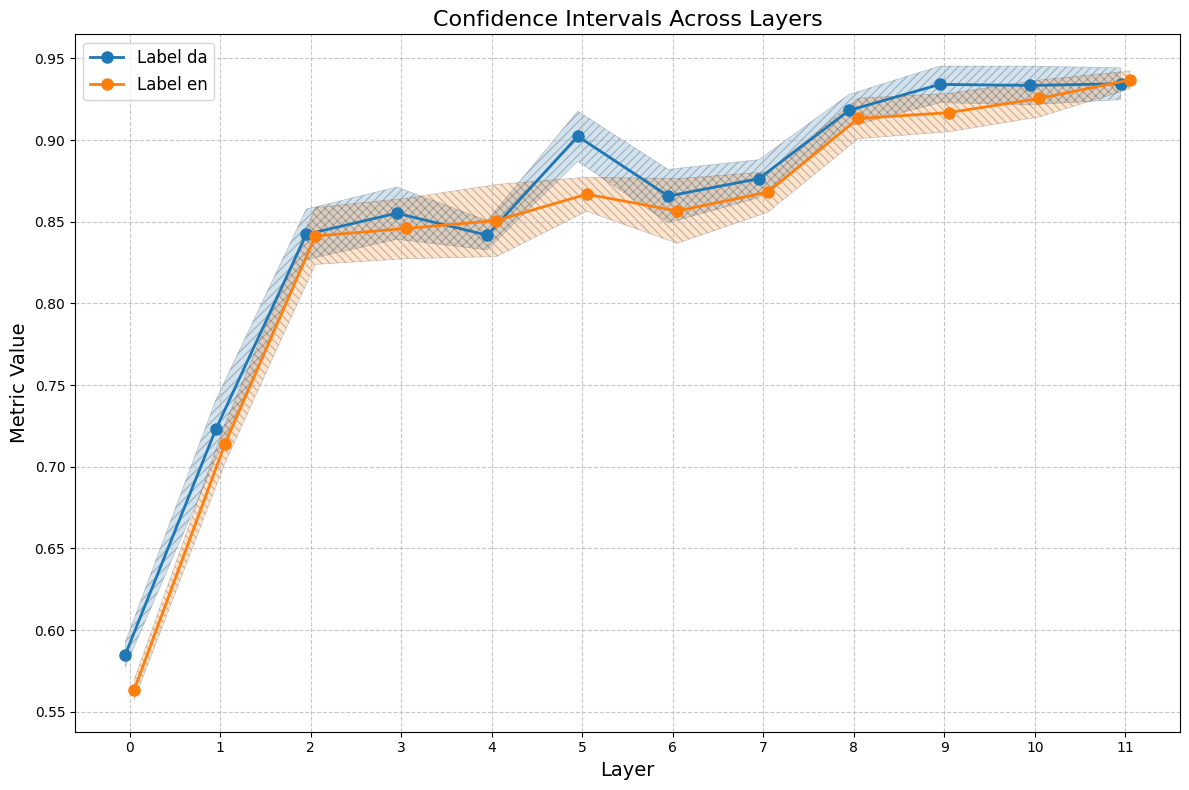 Confidence Intervals Across Layers
Label da
Label en
Metric Value
0.95
0.90
0.85
0.80
0.75
0.70
0.65
0.60
0.55
0 1 2 3 4 5 6 7 8 9 10 11
Layer